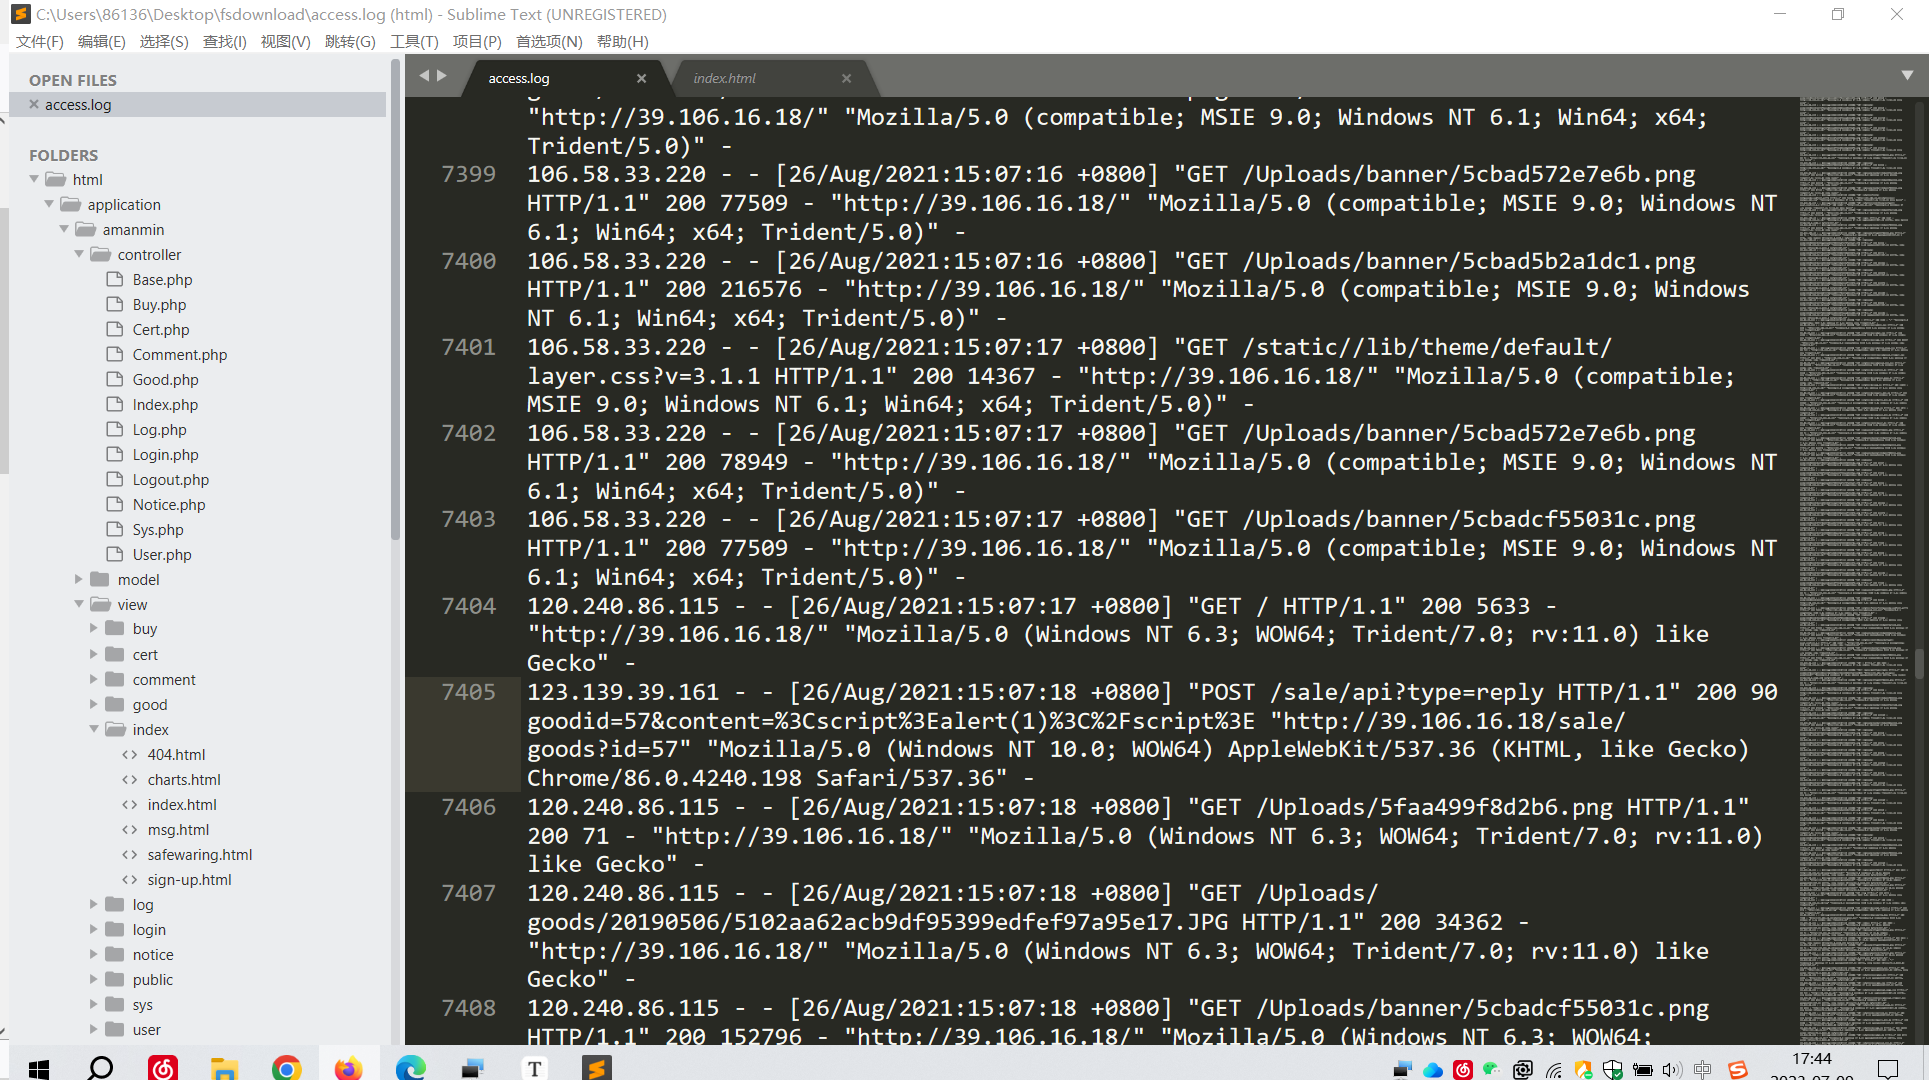 C:\Users\86136\Desktop\fsdownload\access.log (html) - Sublime Text (UNREGISTERED)
文件(F) 编辑(E) 选择(S) 查找(I) 视图(V) 跳转(G) 工具(T) 项目(P) 首选项(N) 帮助(H)
OPEN FILES
access.log
FOLDERS
html
application
amanmin
controller
Base.php
Buy.php
Cert.php
Comment.php
Good.php
Index.php
Log.php
Login.php
Logout.php
Notice.php
Sys.php
User.php
model
view
buy
cert
comment
good
index
404.html
charts.html
index.html
msg.html
safewaring.html
sign-up.html
log
login
notice
public
sys
user
access.log
index.html
"http://39.106.16.18/" "Mozilla/5.0 (compatible; MSIE 9.0; Windows NT 6.1; Win64; x64;
Trident/5.0)" -
7399 106.58.33.220 - - [26/Aug/2021:15:07:16 +0800] "GET /Uploads/banner/5cbad572e7e6b.png
HTTP/1.1" 200 77509 - "http://39.106.16.18/" "Mozilla/5.0 (compatible; MSIE 9.0; Windows NT
6.1; Win64; x64; Trident/5.0)" -
7400 106.58.33.220 - - [26/Aug/2021:15:07:16 +0800] "GET /Uploads/banner/5cbad5b2a1dc1.png
HTTP/1.1" 200 216576 - "http://39.106.16.18/" "Mozilla/5.0 (compatible; MSIE 9.0; Windows
NT 6.1; Win64; x64; Trident/5.0)" -
7401 106.58.33.220 - - [26/Aug/2021:15:07:17 +0800] "GET /static//lib/theme/default/
layer.css?v=3.1.1 HTTP/1.1" 200 14367 - "http://39.106.16.18/" "Mozilla/5.0 (compatible;
MSIE 9.0; Windows NT 6.1; Win64; x64; Trident/5.0)" -
7402 106.58.33.220 - - [26/Aug/2021:15:07:17 +0800] "GET /Uploads/banner/5cbad572e7e6b.png
HTTP/1.1" 200 78949 - "http://39.106.16.18/" "Mozilla/5.0 (compatible; MSIE 9.0; Windows NT
6.1; Win64; x64; Trident/5.0)" -
7403 106.58.33.220 - - [26/Aug/2021:15:07:17 +0800] "GET /Uploads/banner/5cbadcf55031c.png
HTTP/1.1" 200 77509 - "http://39.106.16.18/" "Mozilla/5.0 (compatible; MSIE 9.0; Windows NT
6.1; Win64; x64; Trident/5.0)" -
7404 120.240.86.115 - - [26/Aug/2021:15:07:17 +0800] "GET / HTTP/1.1" 200 5633 -
"http://39.106.16.18/" "Mozilla/5.0 (Windows NT 6.3; WOW64; Trident/7.0; rv:11.0) like
Gecko" -
7405 123.139.39.161 - - [26/Aug/2021:15:07:18 +0800] "POST /sale/api?type=reply HTTP/1.1" 200 90
goodid=57&content=%3Cscript%3Ealert(1)%3C%2Fscript%3E "http://39.106.16.18/sale/
goods?id=57" "Mozilla/5.0 (Windows NT 10.0; WOW64) AppleWebKit/537.36 (KHTML, like Gecko)
Chrome/86.0.4240.198 Safari/537.36" -
7406 120.240.86.115 - - [26/Aug/2021:15:07:18 +0800] "GET /Uploads/5faa499f8d2b6.png HTTP/1.1"
200 71 - "http://39.106.16.18/" "Mozilla/5.0 (Windows NT 6.3; WOW64; Trident/7.0; rv:11.0)
like Gecko" -
7407 120.240.86.115 - - [26/Aug/2021:15:07:18 +0800] "GET /Uploads/
goods/20190506/5102aa62acb9df95399edfef97a95e17.JPG HTTP/1.1" 200 34362 -
"http://39.106.16.18/" "Mozilla/5.0 (Windows NT 6.3; WOW64; Trident/7.0; rv:11.0) like
Gecko" -
7408 120.240.86.115 - - [26/Aug/2021:15:07:18 +0800] "GET /Uploads/banner/5cbadcf55031c.png
HTTP/1.1" 200 152796 - "http://39.106.16.18/" "Mozilla/5.0 (Windows NT 6.3; WOW64;
T
中
17:44